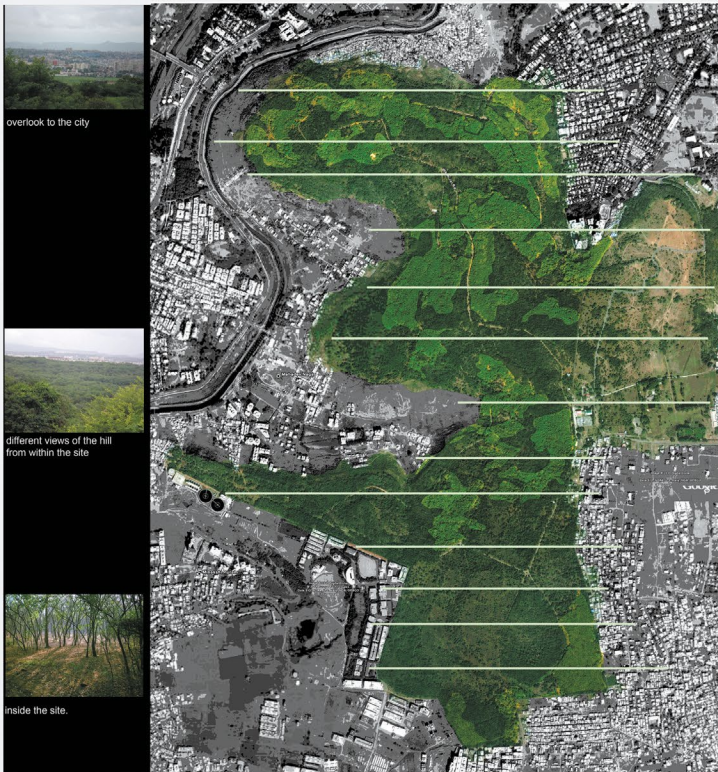 overlook to the city
different views of the hill
from within the site
inside the site.